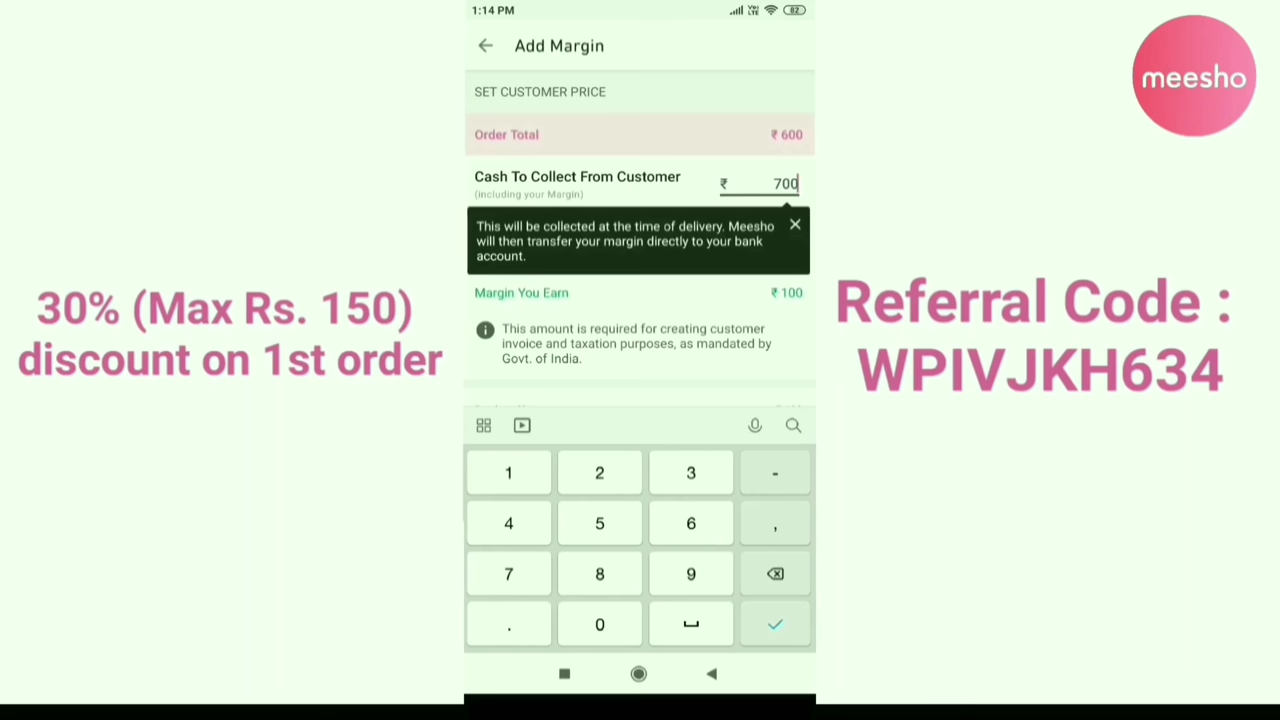 1:14 PM
82
Add Margin
meesho
SET CUSTOMER PRICE
Order Total
₹ 600
Cash To Collect From Customer
(including your Margin)
₹ 700
This will be collected at the time of delivery. Meesho
will then transfer your margin directly to your bank
account.
Margin You Earn
₹ 100
This amount is required for creating customer
invoice and taxation purposes, as mandated by
Govt. of India.
30% (Max Rs. 150)
discount on 1st order
Referral Code :
WPIVJKH634
1 2 3 -
4 5 6 ,
7 8 9
. 0